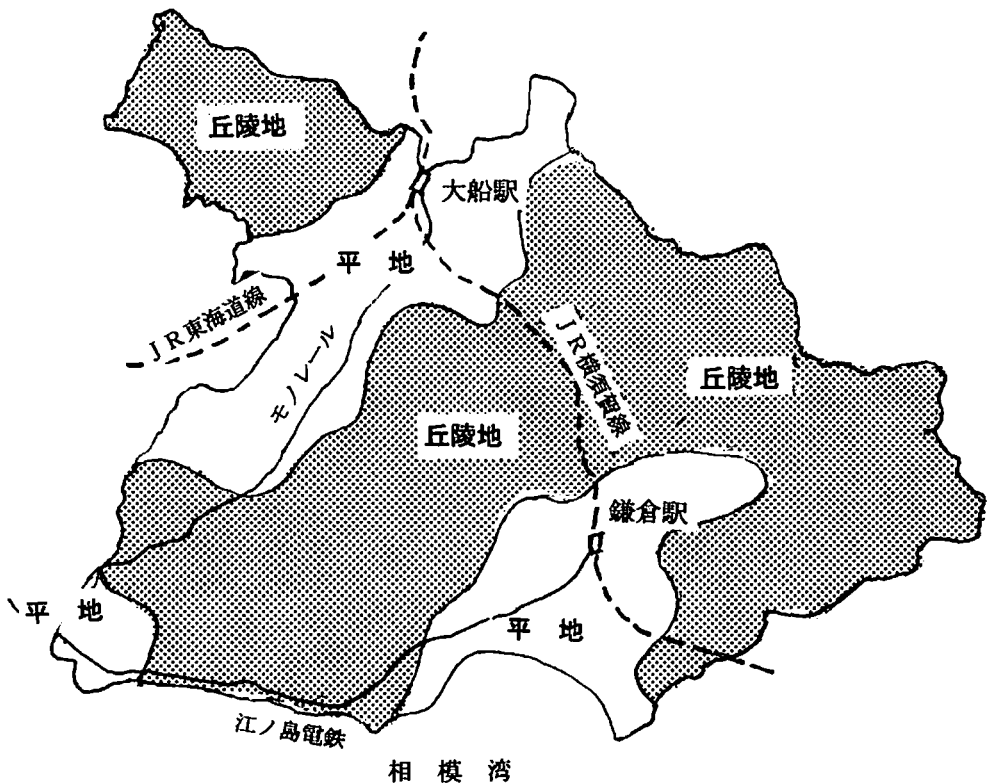 丘陵地
大船駅
平 地
JR東海道線
モノレール
JR横須賀線
丘陵地
丘陵地
鎌倉駅
平 地
平 地
江ノ島電鉄
相 模 湾